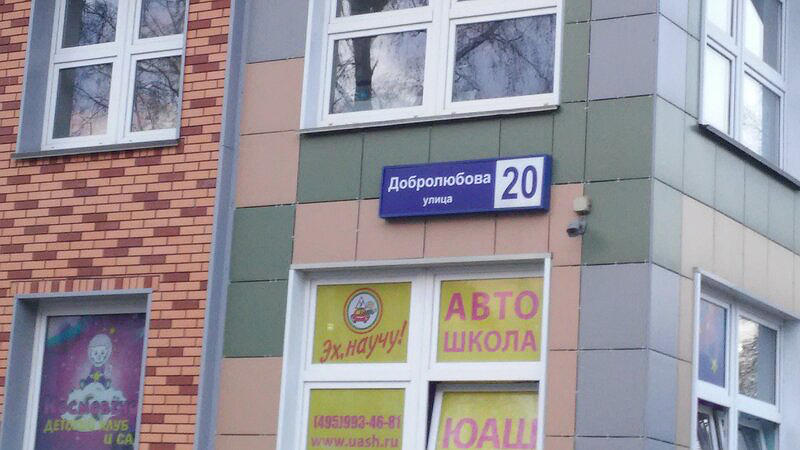 Добролюбова
улица
20
Эх, научу!
АВТО
ШКОЛА
(495)993-46-81
www.uash.ru
ЮАШ
ДЕТСКИЙ КЛУБ
И СА